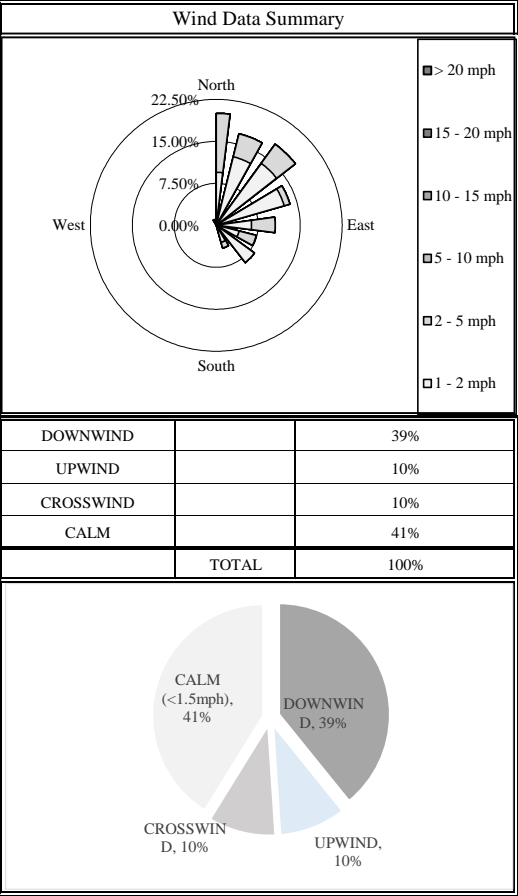 Wind Data Summary
North
22.50%
15.00%
7.50%
0.00%
West
East
South
> 20 mph
15 - 20 mph
10 - 15 mph
5 - 10 mph
2 - 5 mph
1 - 2 mph
DOWNWIND 39%
UPWIND 10%
CROSSWIND 10%
CALM 41%
TOTAL 100%
CALM
(<1.5mph),
41%
DOWNWIN
D, 39%
CROSSWIN
D, 10%
UPWIND,
10%